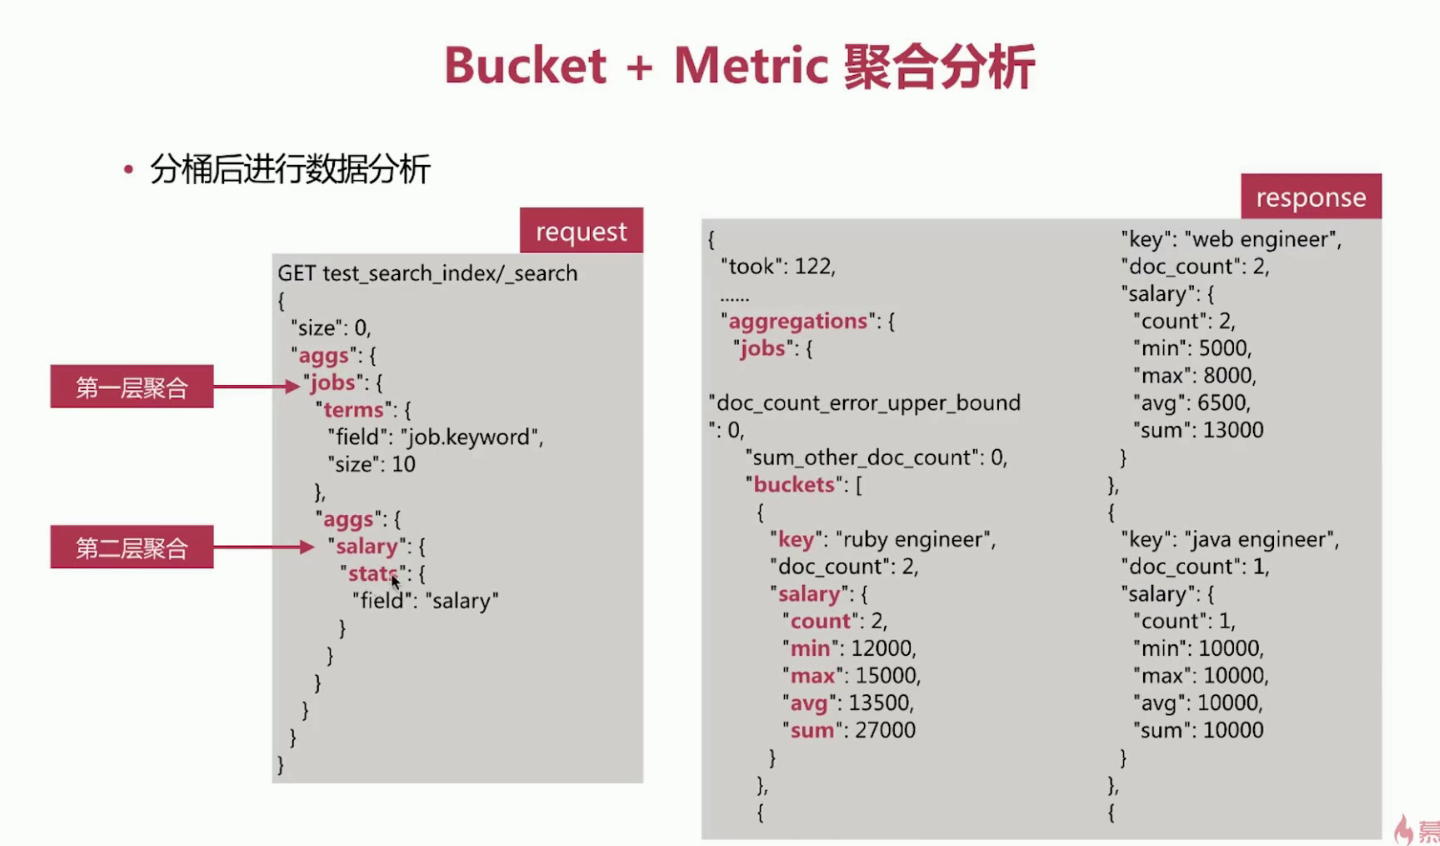 Bucket + Metric 聚合分析
• 分桶后进行数据分析
request
GET test_search_index/_search
{
"size": 0,
"aggs": {
"jobs": {
"terms": {
"field": "job.keyword",
"size": 10
},
"aggs": {
"salary": {
"stats": {
"field": "salary"
}
}
}
}
}
}
第一层聚合
第二层聚合
response
{
"took": 122,
......
"aggregations": {
"jobs": {
"doc_count_error_upper_bound
": 0,
"sum_other_doc_count": 0,
"buckets": [
{
"key": "ruby engineer",
"doc_count": 2,
"salary": {
"count": 2,
"min": 12000,
"max": 15000,
"avg": 13500,
"sum": 27000
}
},
{
"key": "web engineer",
"doc_count": 2,
"salary": {
"count": 2,
"min": 5000,
"max": 8000,
"avg": 6500,
"sum": 13000
}
},
{
"key": "java engineer",
"doc_count": 1,
"salary": {
"count": 1,
"min": 10000,
"max": 10000,
"avg": 10000,
"sum": 10000
}
},
{
慕